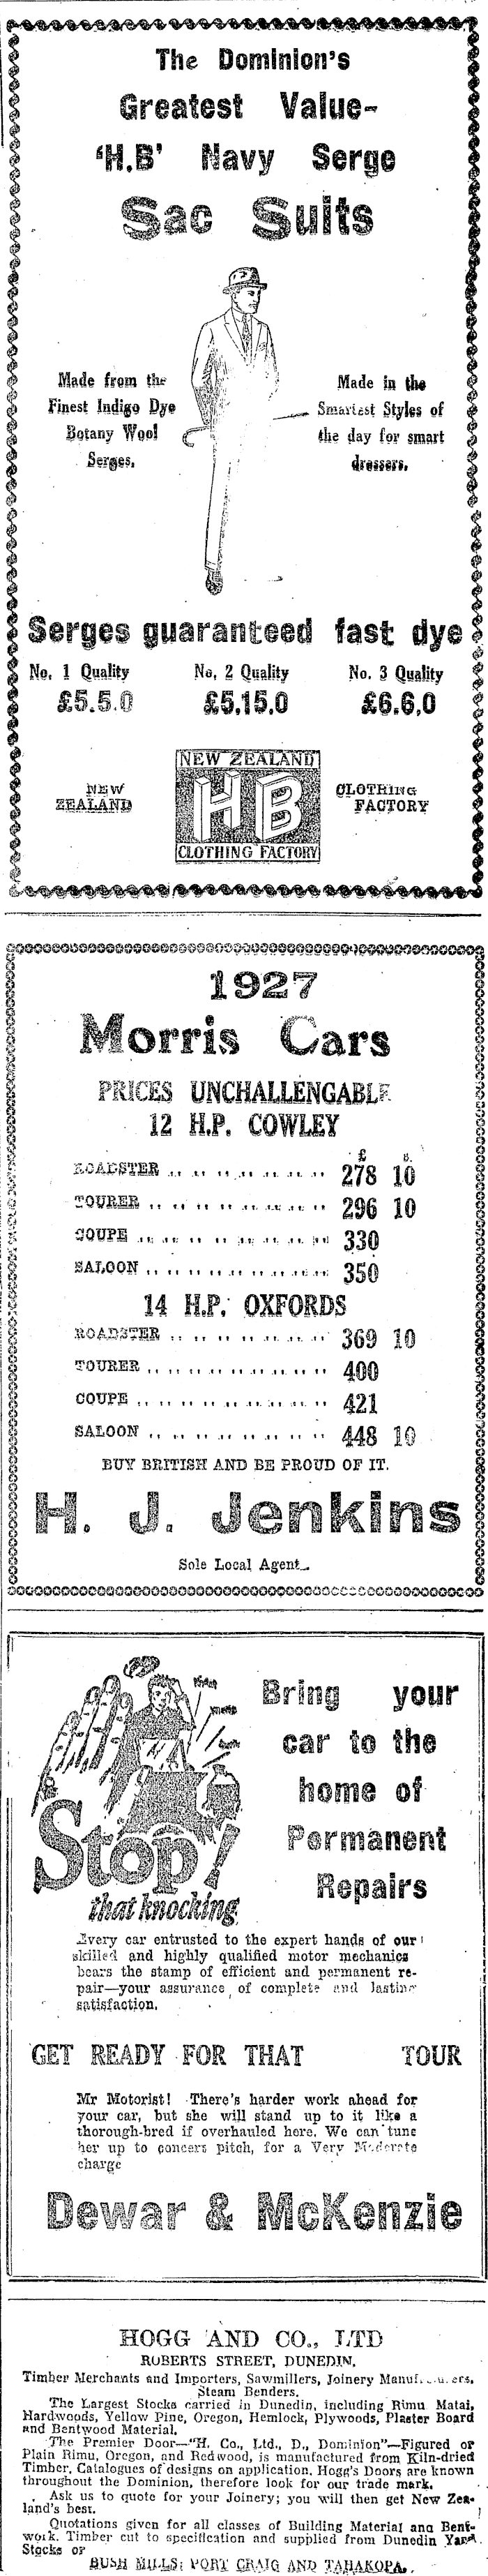 The Dominion's
Greatest Value-
'H.B' Navy Serge
Sac Suits
Made from the
Finest Indigo Dye
Botany Wool
Serges.
Made in the
Smartest Styles of
the day for smart
dressers.
Serges guaranteed fast dye
No. 1 Quality No. 2 Quality No. 3 Quality
£5.5.0 £5.15.0 £6.6.0
NEW
ZEALAND
NEW ZEALAND
HB
CLOTHING FACTORY
CLOTHING
FACTORY
1927
Morris Cars
PRICES UNCHALLENGABLE
12 H.P. COWLEY
£ s.
ROADSTER .. .. .. .. .. .. .. .. 278 10
TOURER .. .. .. .. .. .. .. .. .. 296 10
COUPE .. .. .. .. .. .. .. .. .. 330
SALOON .. .. .. .. .. .. .. .. .. 350
14 H.P. OXFORDS
ROADSTER .. .. .. .. .. .. .. .. 369 10
TOURER .. .. .. .. .. .. .. .. .. 400
COUPE .. .. .. .. .. .. .. .. .. 421
SALOON .. .. .. .. .. .. .. .. .. 448 10
BUY BRITISH AND BE PROUD OF IT.
H. J. Jenkins
Sole Local Agent.
Stop!
that knocking
Bring your
car to the
home of
Permanent
Repairs
Every car entrusted to the expert hands of our
skilled and highly qualified motor mechanics
bears the stamp of efficient and permanent re-
pair—your assurance of complete and lasting
satisfaction.
GET READY FOR THAT TOUR
Mr Motorist! There's harder work ahead for
your car, but she will stand up to it like a
thorough-bred if overhauled here. We can tune
her up to concert pitch, for a Very Moderate
charge
Dewar & McKenzie
HOGG AND CO., LTD
ROBERTS STREET, DUNEDIN.
Timber Merchants and Importers, Sawmillers, Joinery
Steam Benders.
The Largest Stocks carried in Dunedin, including Rimu Matai,
Hardwoods, Yellow Pine, Oregon, Hemlock, Plywoods, Plaster Board
and Bentwood Material.
The Premier Door—"H. Co., Ltd., D., Dominion"—Figured or
Plain Rimu, Oregon, and Redwood, is manufactured from Kiln-dried
Timber, Catalogues of designs on application. Hogg's Doors are known
throughout the Dominion, therefore look for our trade mark.
Ask us to quote for your Joinery; you will then get New Zea-
land's best.
Quotations given for all classes of Building Material and Bent-
work. Timber cut to specification and supplied from Dunedin Yard.
Stocks or
BUSH MILLS: PORT CRAIG AND TAHAKOPA.